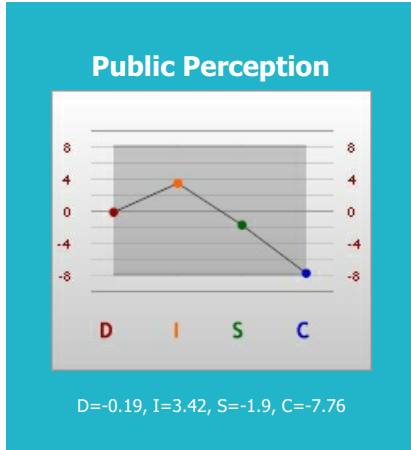 Public Perception
8 8
4 4
0 0
-4 -4
-8 -8
D I S C
D=-0.19, I=3.42, S=-1.9, C=-7.76